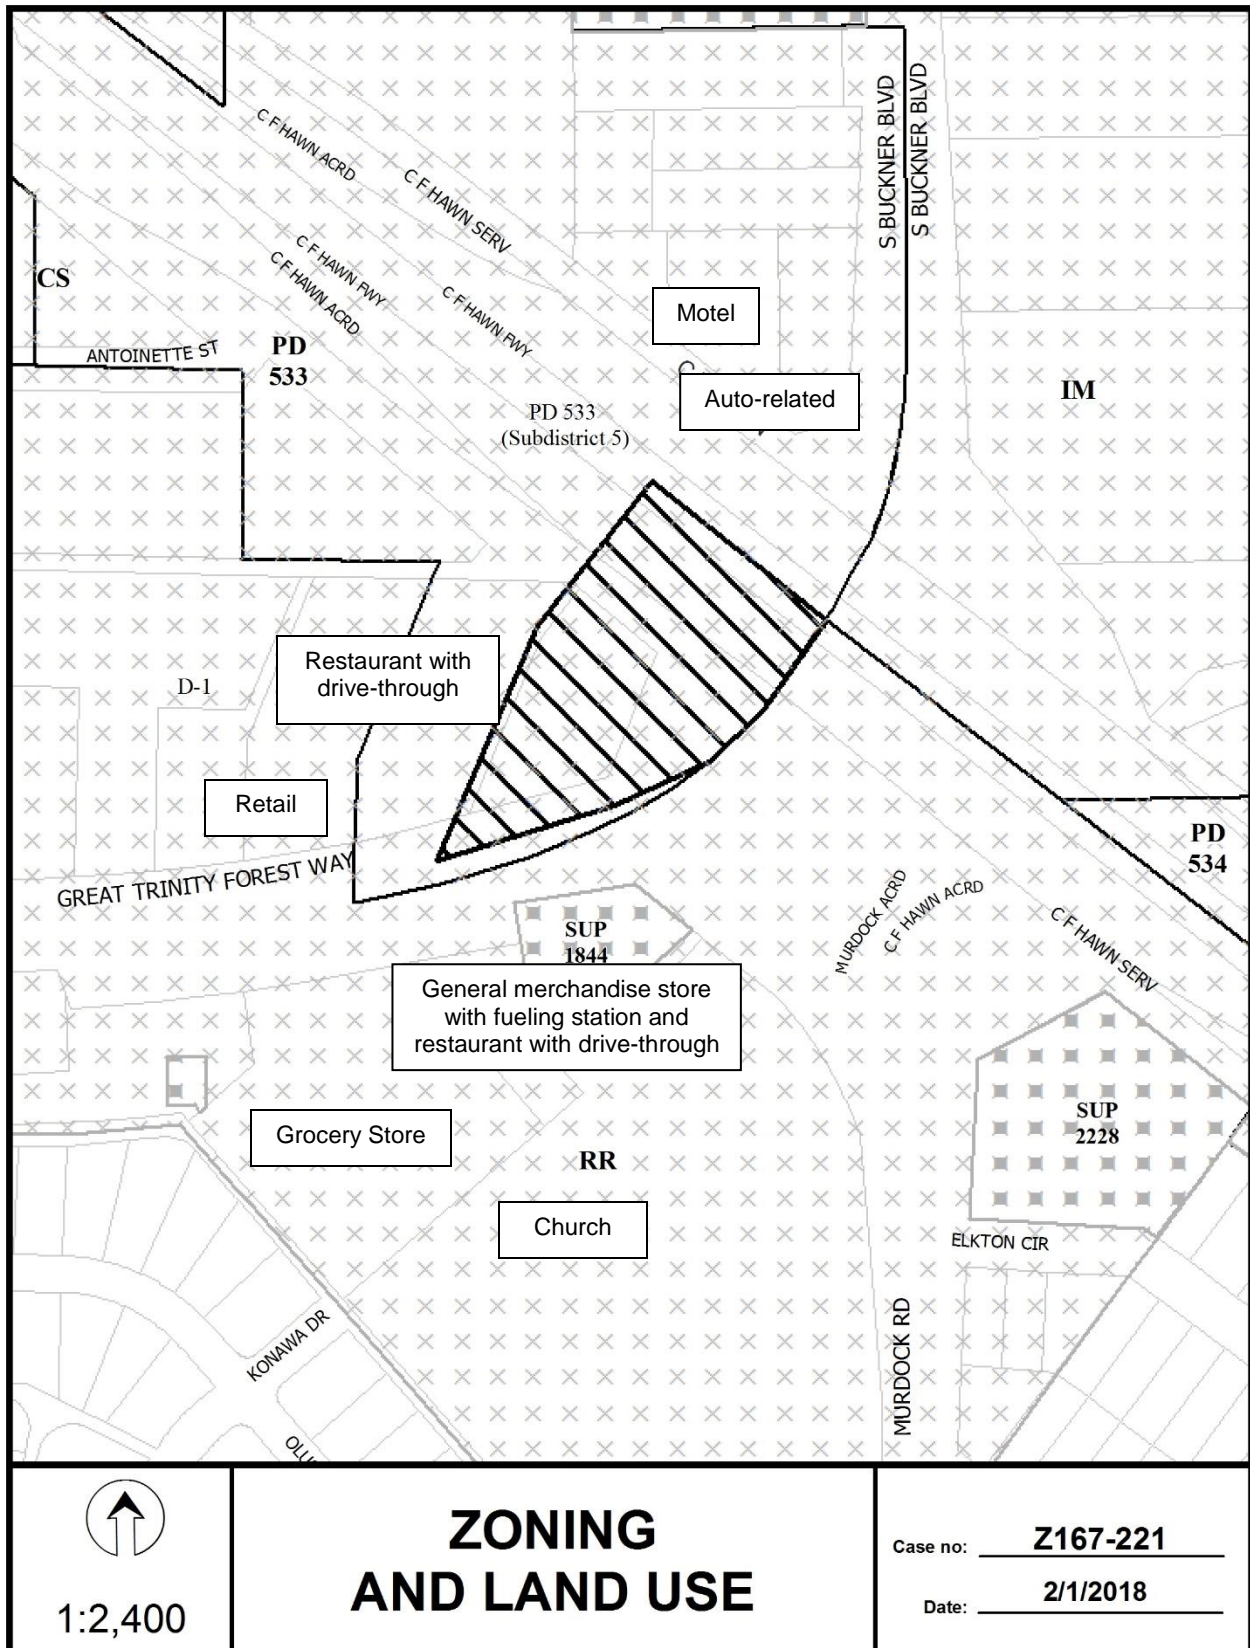 S BUCKNER BLVD
S BUCKNER BLVD
C F HAWN ACRD
C F HAWN SERV
C F HAWN FWY
C F HAWN ACRD
C F HAWN FWY
CS
ANTOINETTE ST
PD
533
Motel
C
Auto-related
IM
PD 533
(Subdistrict 5)
Restaurant with
drive-through
D-1
Retail
GREAT TRINITY FOREST WAY
PD
534
MURDOCK ACRD
C F HAWN ACRD
C F HAWN SERV
SUP
1844
General merchandise store
with fueling station and
restaurant with drive-through
SUP
2228
Grocery Store
RR
Church
ELKTON CIR
KONAWA DR
MURDOCK RD
1:2,400
ZONING
AND LAND USE
Case no: Z167-221
Date: 2/1/2018